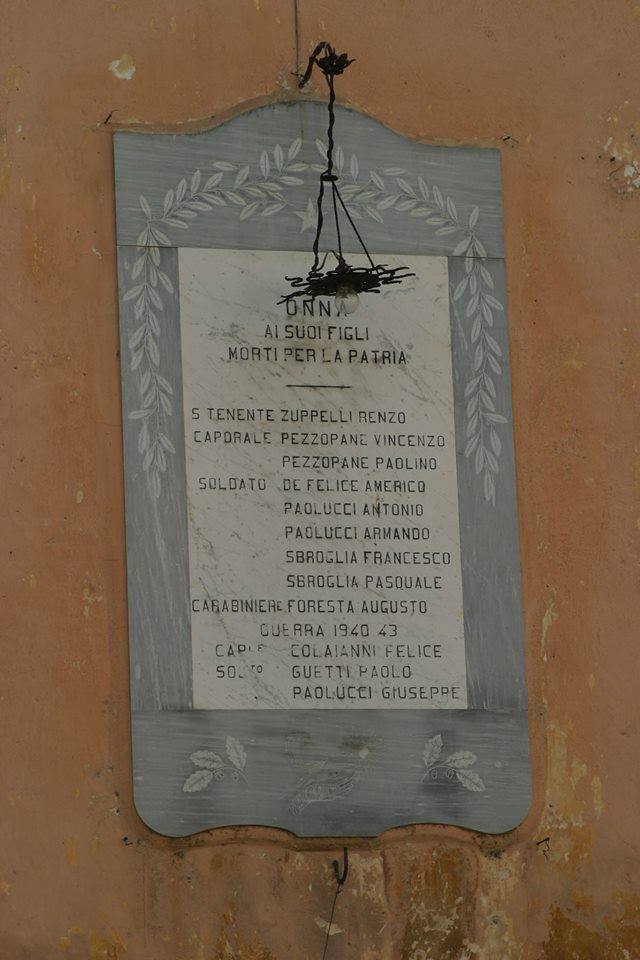 ONNA
AI SUOI FIGLI
MORTI PER LA PATRIA
S TENENTE ZUPPELLI RENZO
CAPORALE PEZZOPANE VINCENZO
PEZZOPANE PAOLINO
SOLDATO DE FELICE AMERICO
PAOLUCCI ANTONIO
PAOLUCCI ARMANDO
SBROGLIA FRANCESCO
SBROGLIA PASQUALE
CARABINIERE FORESTA AUGUSTO
GUERRA 1940 43
CAPLE COLAIANNI FELICE
SOLTO GUETTI PAOLO
PAOLUCCI GIUSEPPE